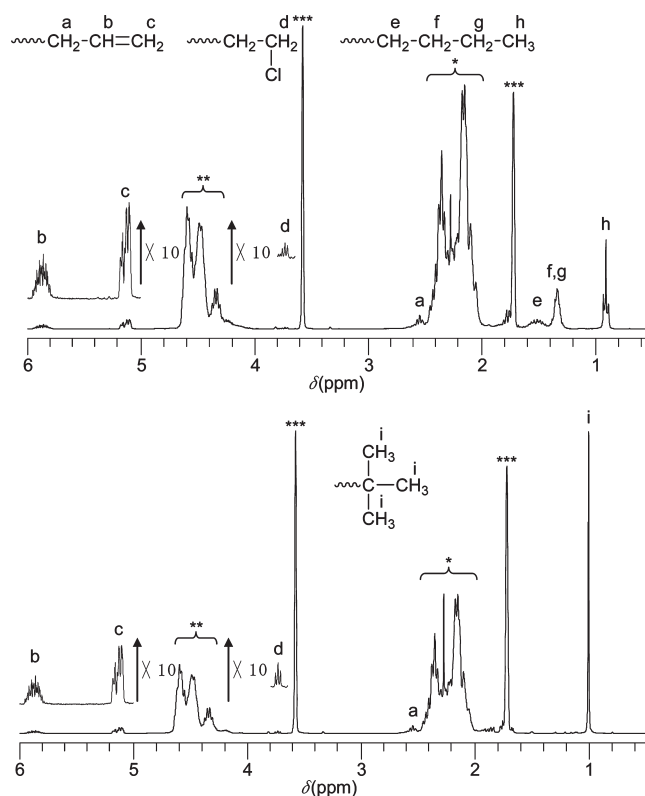 a b c d *** e f g h
CH2-CH=CH2 CH2-CH2 CH2-CH2-CH2-CH3
Cl
*
***
**
c
b × 10 × 10 d h
f,g
a e
6 5 4 3 2 1
δ(ppm)
*** i i
CH3 ***
C—CH3
i
CH3
*
**
c
b × 10 × 10 d
a
6 5 4 3 2 1
δ(ppm)